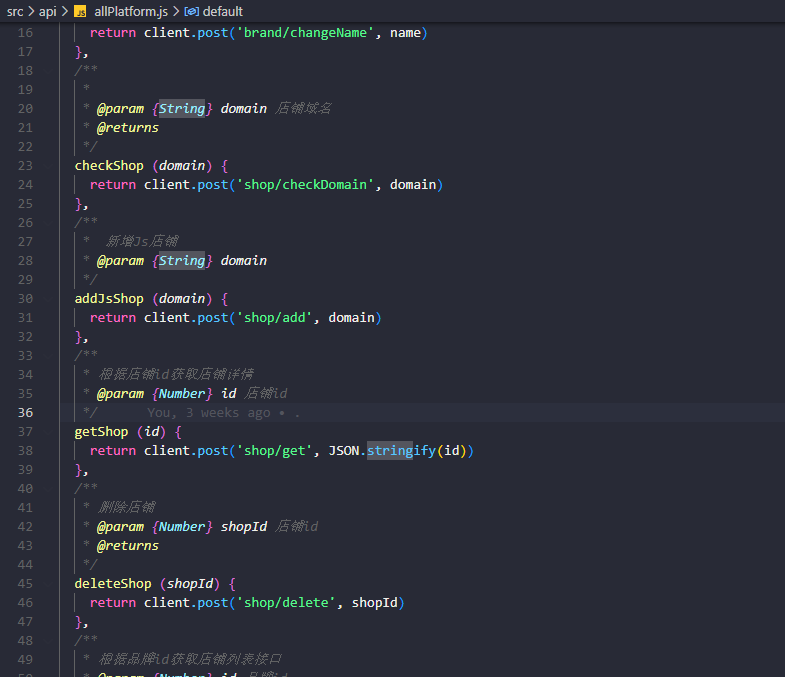 src > api > JS allPlatform.js > default
16 return client.post('brand/changeName', name)
17 },
18 /**
19 *
20 * @param {String} domain 店铺域名
21 * @returns
22 */
23 checkShop (domain) {
24 return client.post('shop/checkDomain', domain)
25 },
26 /**
27 * 新增Js店铺
28 * @param {String} domain
29 */
30 addJsShop (domain) {
31 return client.post('shop/add', domain)
32 },
33 /**
34 * 根据店铺id获取店铺详情
35 * @param {Number} id 店铺id
36 */ You, 3 weeks ago • .
37 getShop (id) {
38 return client.post('shop/get', JSON.stringify(id))
39 },
40 /**
41 * 删除店铺
42 * @param {Number} shopId 店铺id
43 * @returns
44 */
45 deleteShop (shopId) {
46 return client.post('shop/delete', shopId)
47 },
48 /**
49 * 根据品牌id获取店铺列表接口
50 * @param {Number} id 品牌id